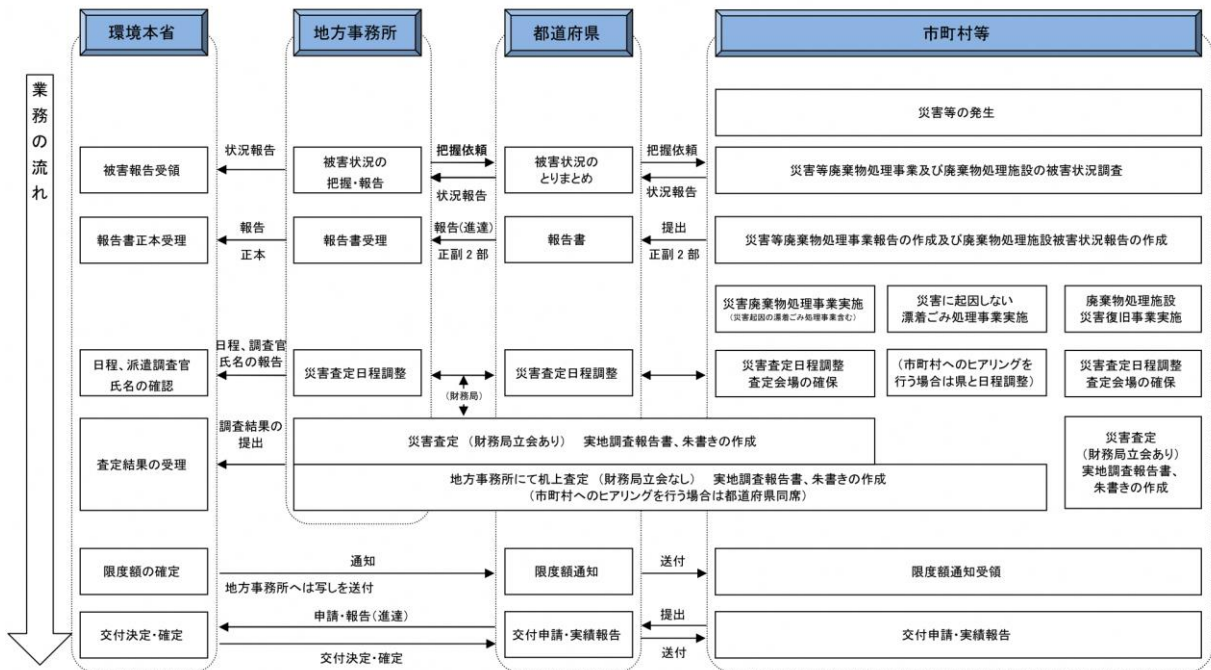 環境本省
地方事務所
都道府県
市町村等
業務の流れ
災害等の発生
被害報告受領
状況報告
被害状況の
把握・報告
把握依頼
状況報告
被害状況の
とりまとめ
把握依頼
状況報告
災害等廃棄物処理事業及び廃棄物処理施設の被害状況調査
報告書正本受理
報告
正本
報告書受理
報告(進達)
正副2部
報告書
提出
正副2部
災害等廃棄物処理事業報告の作成及び廃棄物処理施設被害状況報告の作成
災害廃棄物処理事業実施
(災害起因の漂着ごみ処理事業含む)
災害に起因しない
漂着ごみ処理事業実施
廃棄物処理施設
災害復旧事業実施
日程、派遣調査官
氏名の確認
日程、調査官
氏名の報告
災害査定日程調整
(財務局)
災害査定日程調整
災害査定日程調整
査定会場の確保
(市町村へのヒアリングを
行う場合は県と日程調整)
災害査定日程調整
査定会場の確保
査定結果の受理
調査結果の
提出
災害査定 (財務局立会あり) 実地調査報告書、朱書きの作成
地方事務所にて机上査定 (財務局立会なし) 実地調査報告書、朱書きの作成
(市町村へのヒアリングを行う場合は都道府県同席)
災害査定
(財務局立会あり)
実地調査報告書、
朱書きの作成
限度額の確定
通知
地方事務所へは写しを送付
限度額通知
送付
限度額通知受領
交付決定・確定
申請・報告(進達)
交付決定・確定
交付申請・実績報告
提出
送付
交付申請・実績報告